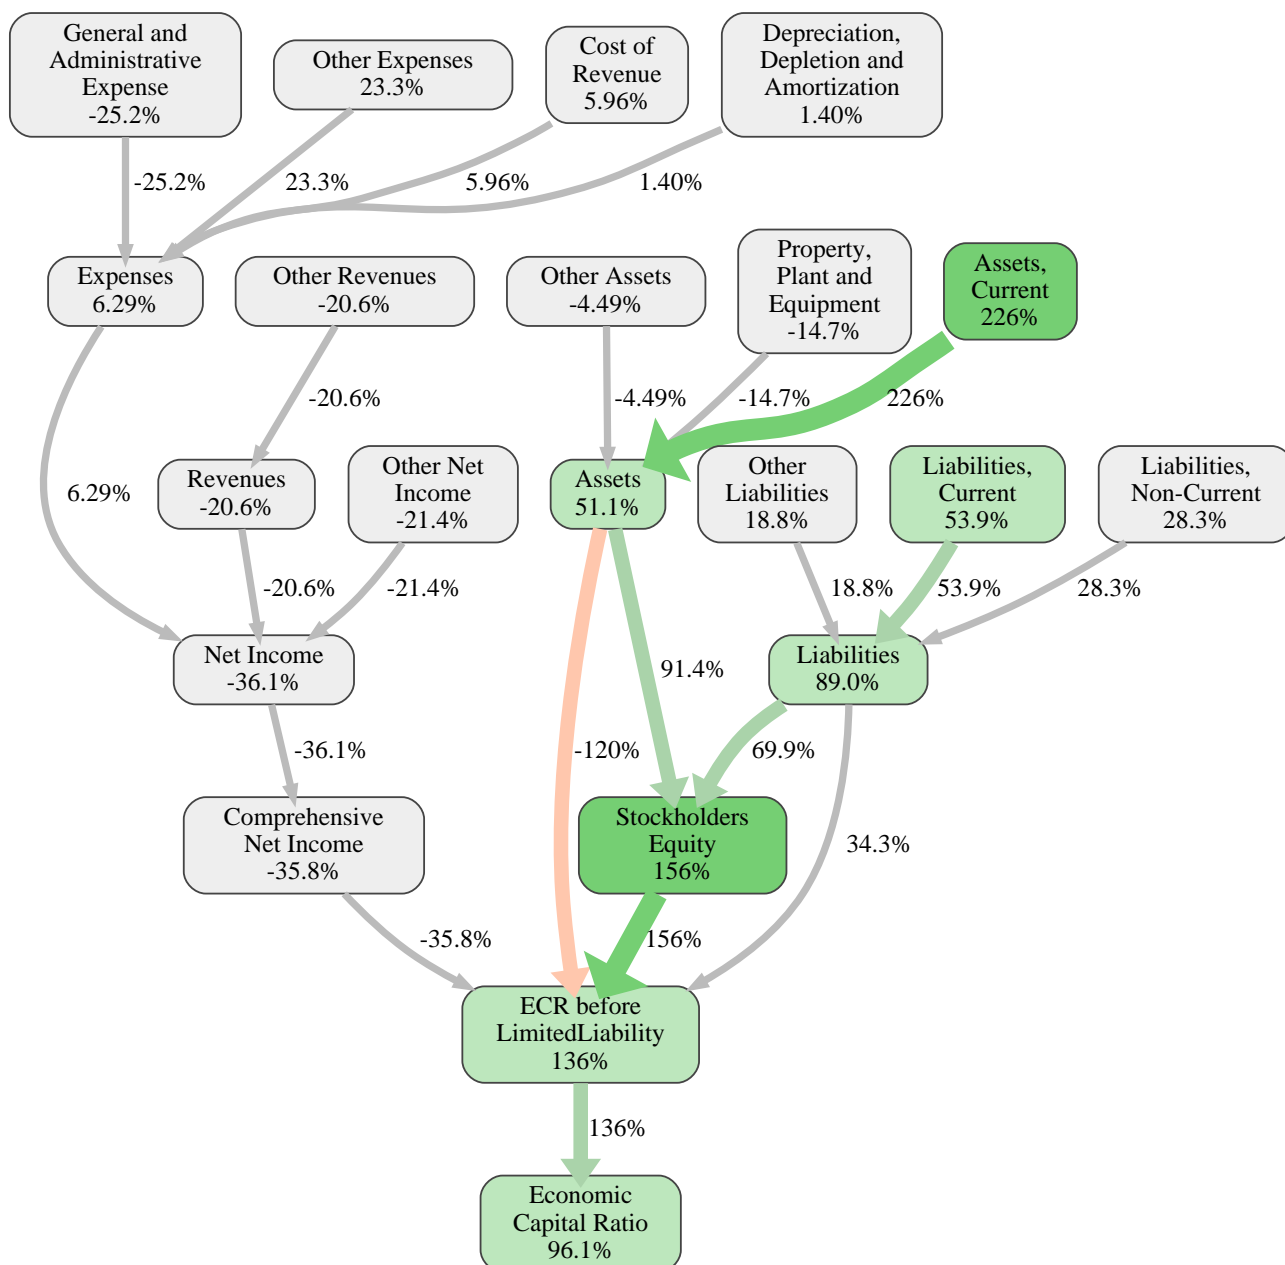 General and
Administrative
Expense
-25.2%
Other Expenses
23.3%
Cost of
Revenue
5.96%
Depreciation,
Depletion and
Amortization
1.40%
-25.2%
23.3%
5.96%
1.40%
Expenses
6.29%
Other Revenues
-20.6%
Other Assets
-4.49%
Property,
Plant and
Equipment
-14.7%
Assets,
Current
226%
-20.6%
-4.49%
-14.7%
226%
6.29%
Revenues
-20.6%
Other Net
Income
-21.4%
Assets
51.1%
Other
Liabilities
18.8%
Liabilities,
Current
53.9%
Liabilities,
Non-Current
28.3%
-20.6%
-21.4%
18.8%
53.9%
28.3%
Net Income
-36.1%
91.4%
Liabilities
89.0%
-36.1%
-120%
69.9%
Comprehensive
Net Income
-35.8%
Stockholders
Equity
156%
34.3%
-35.8%
156%
ECR before
LimitedLiability
136%
136%
Economic
Capital Ratio
96.1%